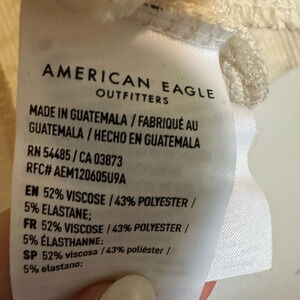 AMERICAN EAGLE
OUTFITTERS
MADE IN GUATEMALA / FABRIQUÉ AU
GUATEMALA / HECHO EN GUATEMALA
RN 54485 / CA 03873
RFC# AEM120605U9A
EN 52% VISCOSE / 43% POLYESTER /
5% ELASTANE;
FR 52% VISCOSE / 43% POLYESTER /
5% ÉLASTHANNE;
SP 52% viscosa / 43% poliéster /
5% elastano;